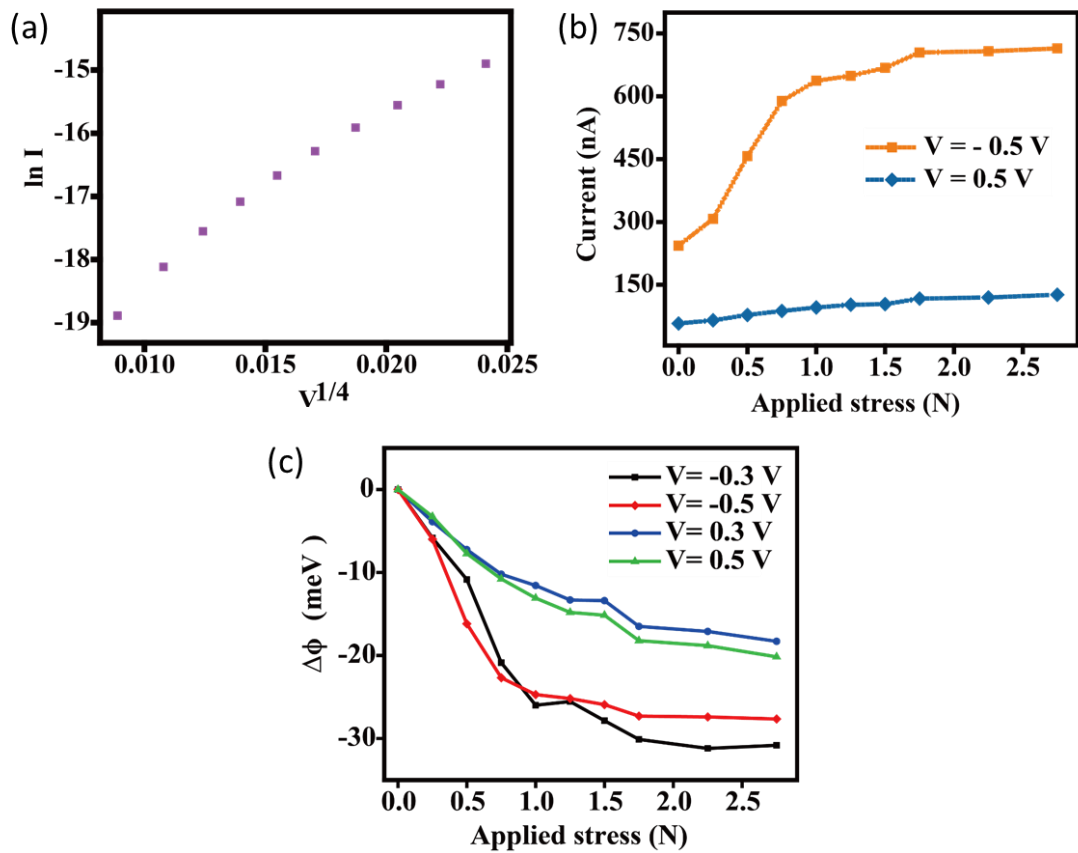 (a)
ln I
-15
-16
-17
-18
-19
0.010 0.015 0.020 0.025
V1/4
(b)
Current (nA)
750
600
450
300
150
V = - 0.5 V
V = 0.5 V
0.0 0.5 1.0 1.5 2.0 2.5
Applied stress (N)
(c)
Δϕ (meV)
0
-10
-20
-30
V= -0.3 V
V= -0.5 V
V= 0.3 V
V= 0.5 V
0.0 0.5 1.0 1.5 2.0 2.5
Applied stress (N)